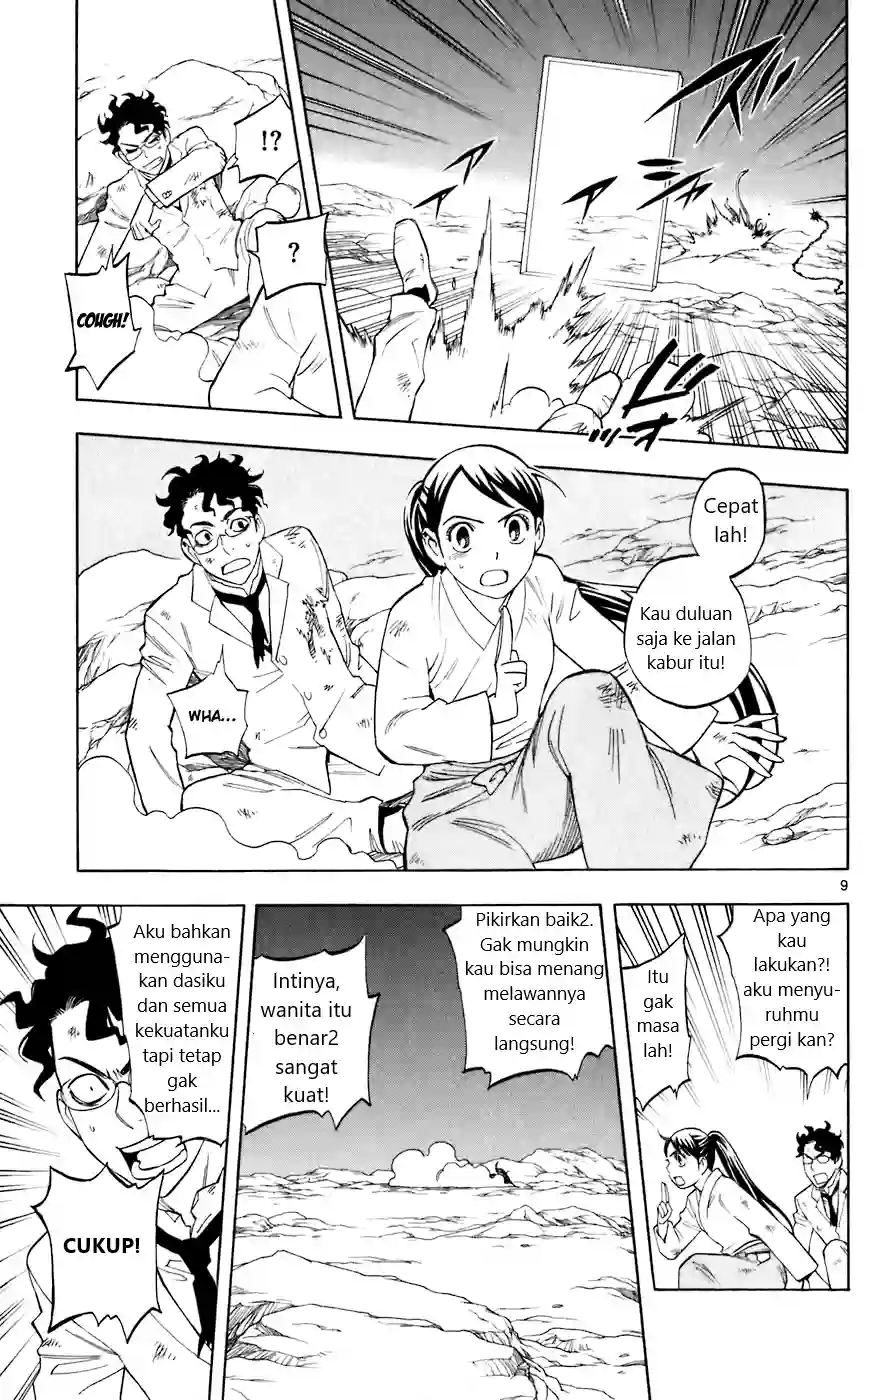 !?
?
COUGH!
Cepat
lah!
Kau duluan
saja ke jalan
kabur itu!
WHA...
9
Apa yang
kau
lakukan?!
aku menyu-
ruhmu
pergi kan?
Itu
gak
masa
lah!
Pikirkan baik2.
Gak mungkin
kau bisa menang
melawannya
secara
langsung!
Intinya,
wanita itu
benar2
sangat
kuat!
Aku bahkan
mengguna-
kan dasiku
dan semua
kekuatanku
tapi tetap
gak
berhasil...
CUKUP!